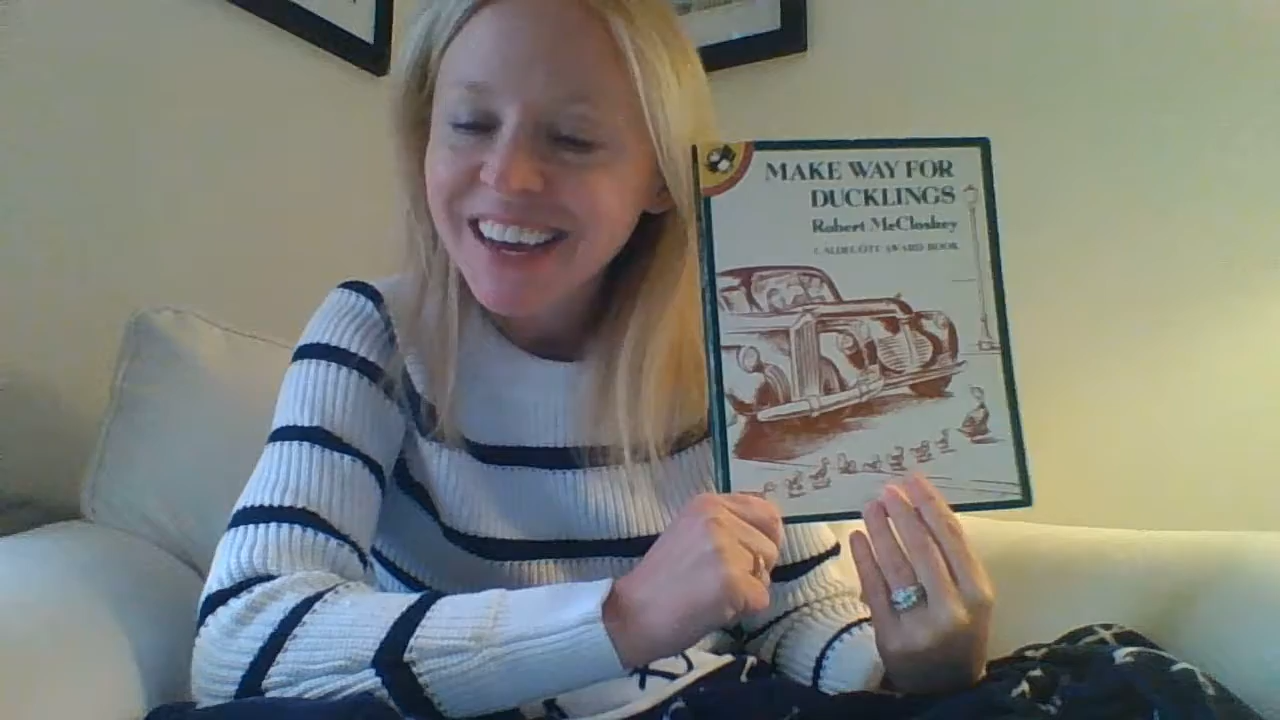 MAKE WAY FOR
DUCKLINGS
Robert McCloskey
CALDECOTT AWARD BOOK